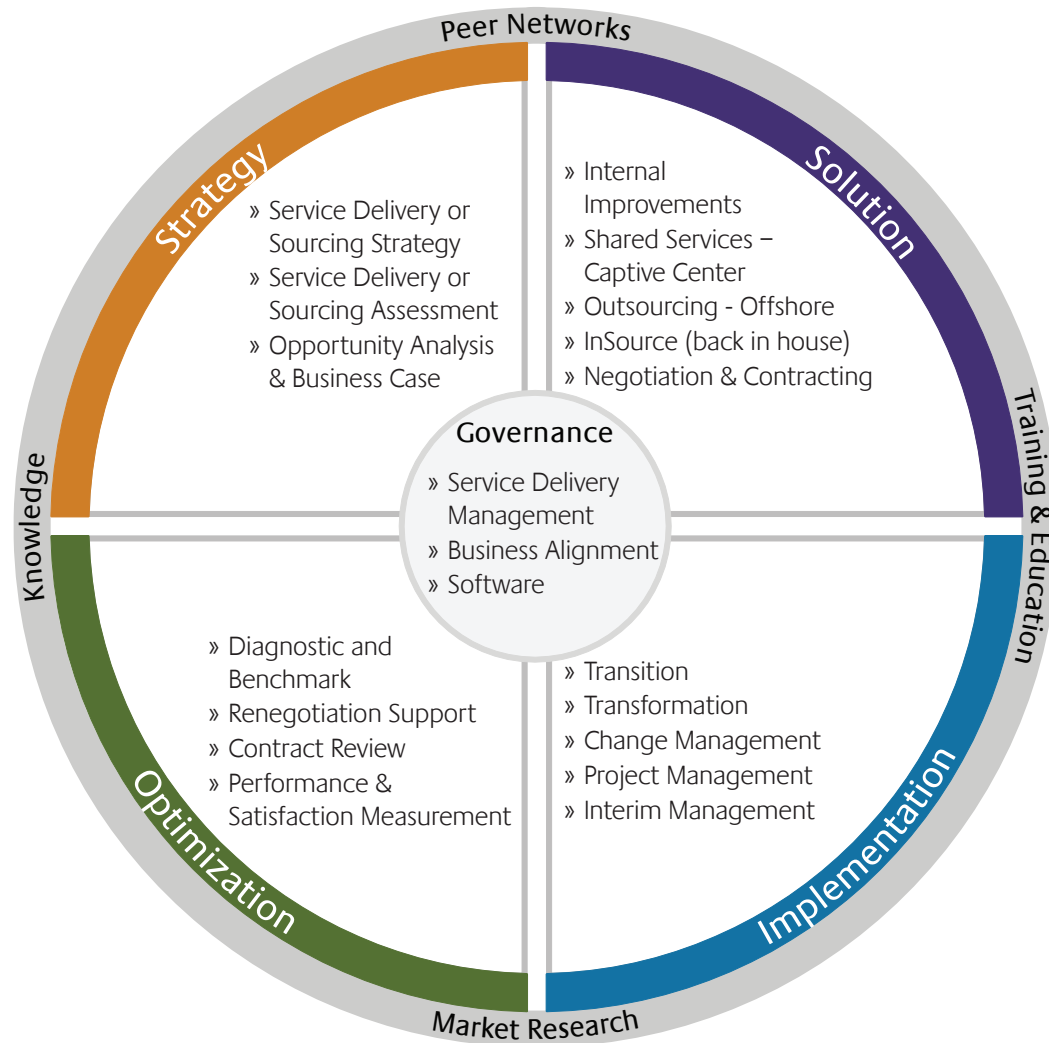 Peer Networks
Strategy
» Service Delivery or
Sourcing Strategy
» Service Delivery or
Sourcing Assessment
» Opportunity Analysis
& Business Case
Solution
» Internal
Improvements
» Shared Services –
Captive Center
» Outsourcing - Offshore
» InSource (back in house)
» Negotiation & Contracting
Governance
» Service Delivery
Management
» Business Alignment
» Software
Knowledge
Training & Education
Optimization
» Diagnostic and
Benchmark
» Renegotiation Support
» Contract Review
» Performance &
Satisfaction Measurement
Implementation
» Transition
» Transformation
» Change Management
» Project Management
» Interim Management
Market Research